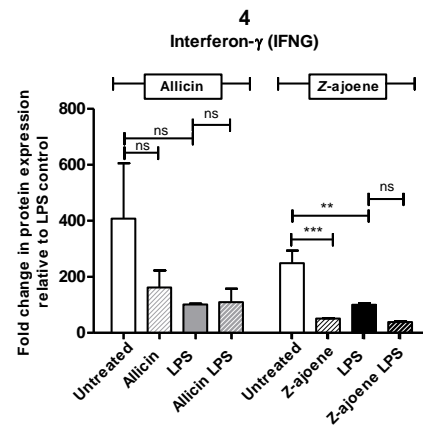 4
Interferon-γ (IFNG)
Allicin
Z-ajoene
Fold change in protein expression
relative to LPS control
800
600
400
200
0
ns
ns
ns
ns
**
***
Untreated
Allicin
LPS
Allicin LPS
Untreated
Z-ajoene
LPS
Z-ajoene LPS